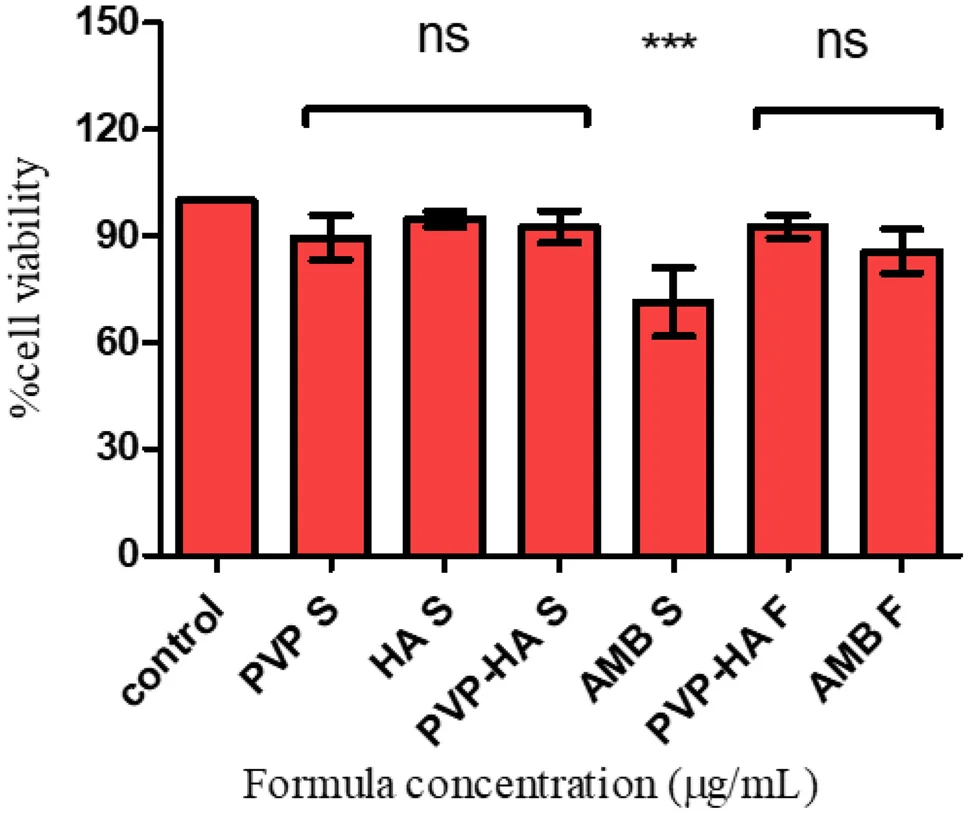 150
120
90
60
30
0
%cell viability
ns
***
ns
control
PVP S
HA S
PVP-HA S
AMB S
PVP-HA F
AMB F
Formula concentration (μg/mL)